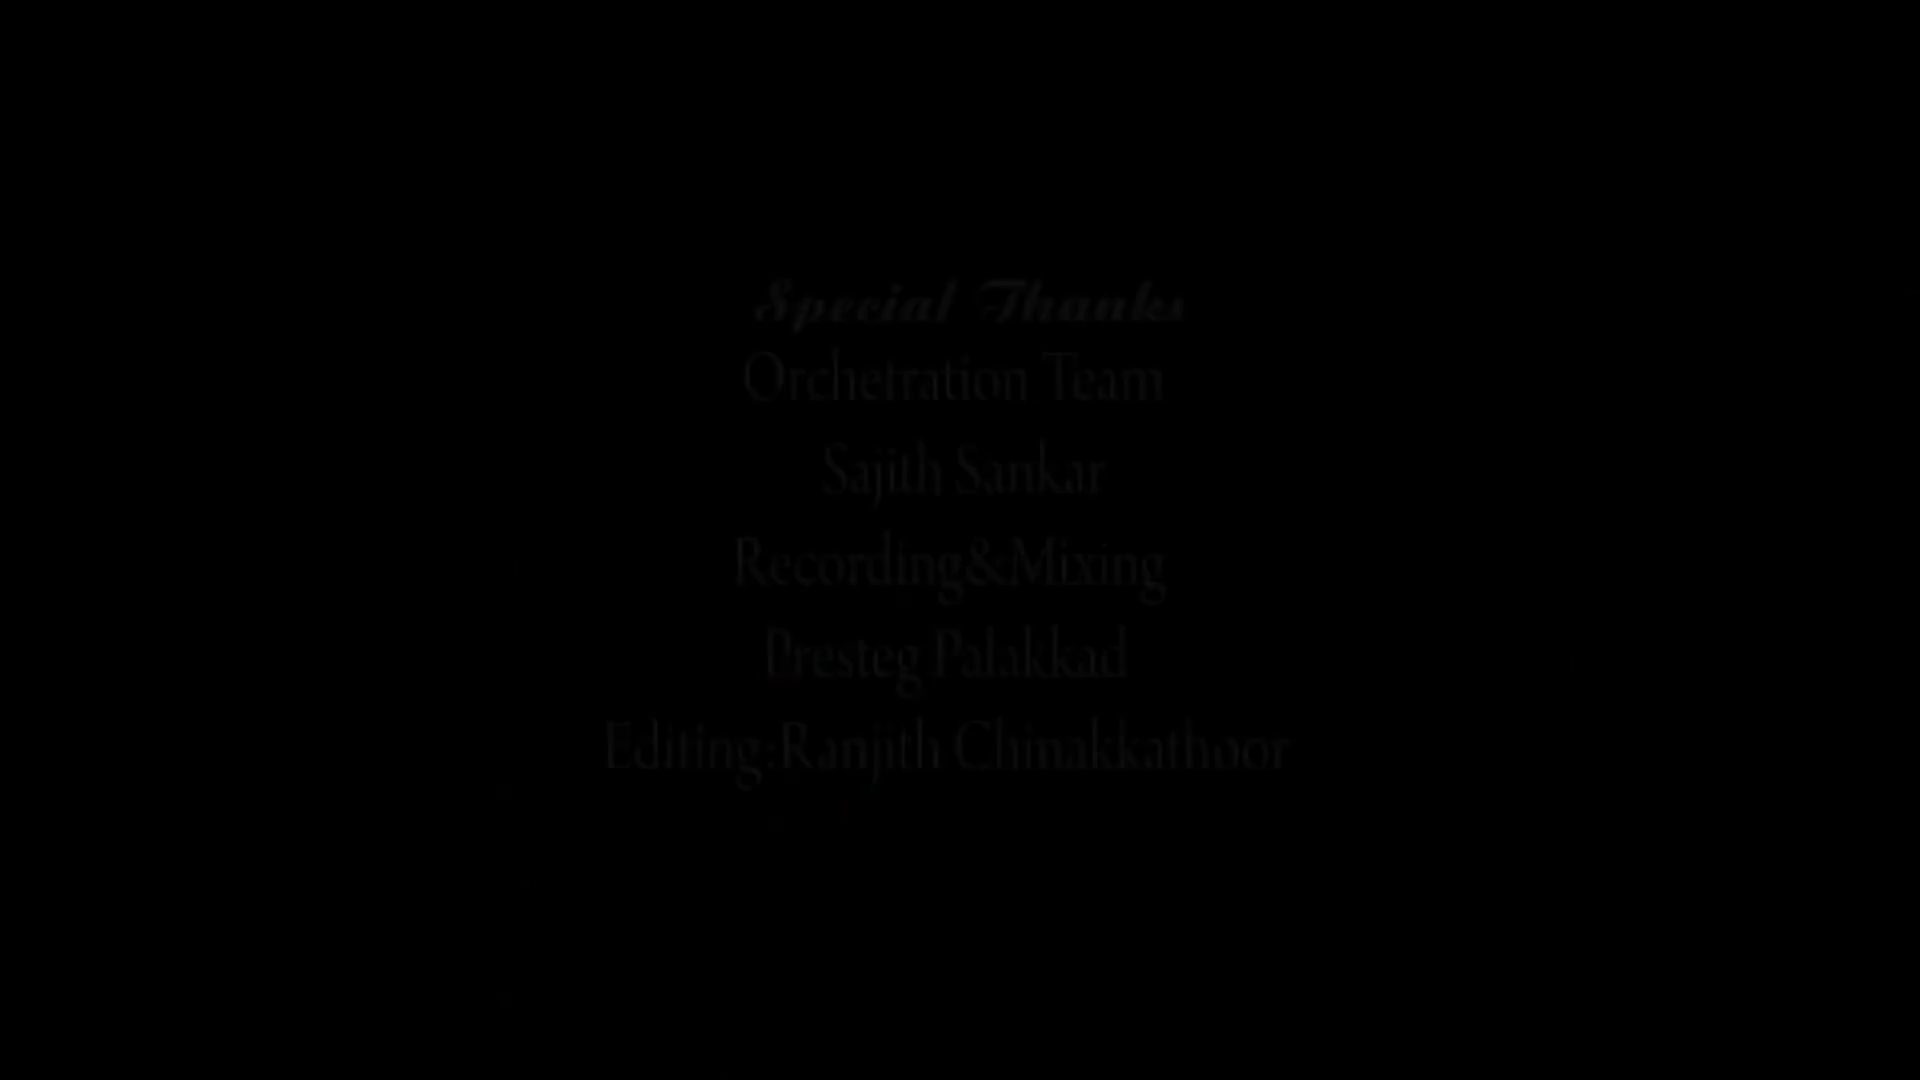 Special Thanks
Orchetration Team
Sajith Sankar
Recording&Mixing
Presteg Palakkad
Editing:Ranjith Chinakkathoor